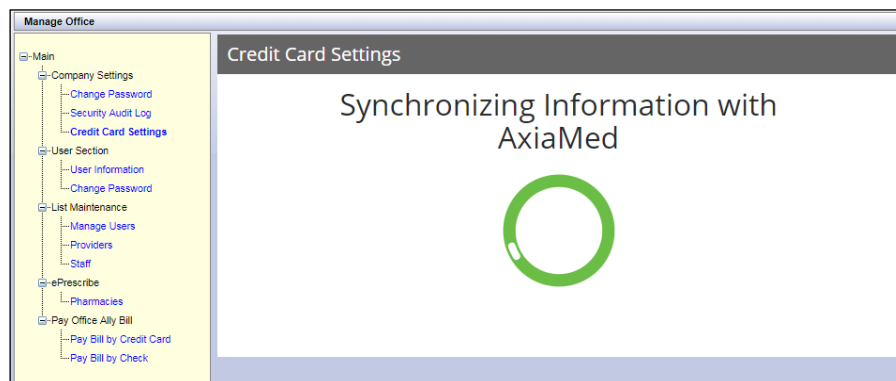 Manage Office
Main
Company Settings
Change Password
Security Audit Log
Credit Card Settings
User Section
User Information
Change Password
List Maintenance
Manage Users
Providers
Staff
ePrescribe
Pharmacies
Pay Office Ally Bill
Pay Bill by Credit Card
Pay Bill by Check
Credit Card Settings
Synchronizing Information with
AxiaMed